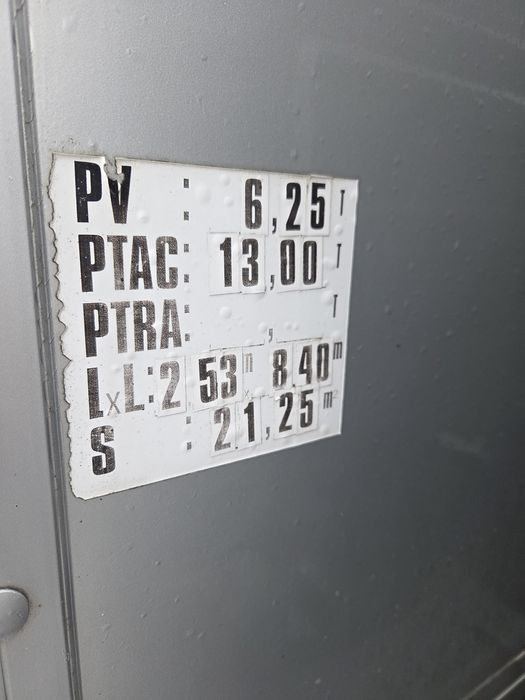 PV : 6,25 T
PTAC: 13,00 T
PTRA: , T
LxL:2 53 m x 8.40 m
S : 21,25 m²